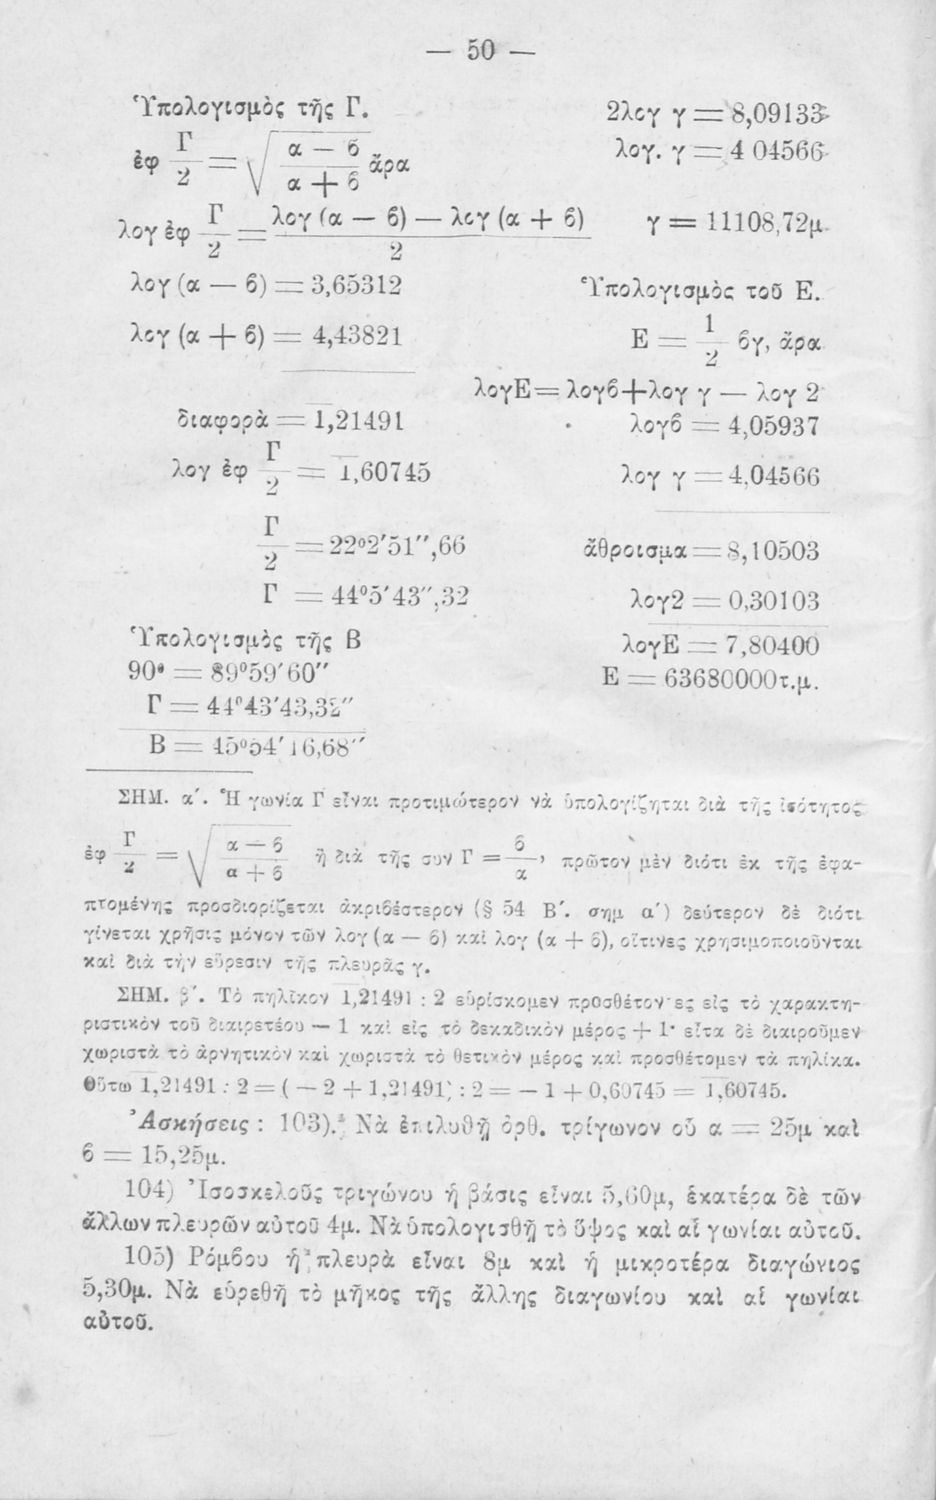 — 50 —
Ὑπολογισμὸς τῆς Γ.
ἐφ Γ/2 = √(α — ϐ / α + ϐ) ἄρα
λογ ἐφ Γ/2 = λογ (α — ϐ) — λογ (α + ϐ) / 2
λογ (α — ϐ) = 3,65312
λογ (α + ϐ) = 4,43821
διαφορὰ = 1̅,21491
λογ ἐφ Γ/2 = 1̅,60745
Γ/2 = 22°2′51″,66
Γ = 44°5′43″,32
Ὑπολογισμὸς τῆς Β
90° = 89°59′60″
Γ = 44°43′43,32″
Β = 45°54′16,68″
2λογ γ = 8,09133
λογ. γ = 4 04566
γ = 11108,72μ.
Ὑπολογισμὸς τοῦ Ε.
Ε = 1/2 ϐγ, ἄρα
λογΕ = λογϐ + λογ γ — λογ 2
λογϐ = 4,05937
λογ γ = 4,04566
ἄθροισμα = 8,10503
λογ2 = 0,30103
λογΕ = 7,80400
Ε = 63680000τ.μ.
ΣΗΜ. α′. Ἡ γωνία Γ εἶναι προτιμώτερον νὰ ὑπολογίζηται διὰ τῆς ἰσότητος
ἐφ Γ/2 = √(α — ϐ / α + ϐ) ἢ διὰ τῆς συν Γ = ϐ/α, πρῶτον μὲν διότι ἐκ τῆς ἐφα-
πτομένης προσδιορίζεται ἀκριϐέστερον (§ 54 Β′. σημ α′) δεύτερον δὲ διότι
γίνεται χρῆσις μόνον τῶν λογ (α — ϐ) καὶ λογ (α + ϐ), οἵτινες χρησιμοποιοῦνται
καὶ διὰ τὴν εὕρεσιν τῆς πλευρᾶς γ.
ΣΗΜ. β′. Τὸ πηλῖκον 1̅,21491 : 2 εὑρίσκομεν προσθέτοντες εἰς τὸ χαρακτη-
ριστικὸν τοῦ διαιρετέου — 1 καὶ εἰς τὸ δεκαδικὸν μέρος + 1· εἶτα δὲ διαιροῦμεν
χωριστὰ τὸ ἀρνητικὸν καὶ χωριστὰ τὸ θετικὸν μέρος καὶ προσθέτομεν τὰ πηλίκα.
Οὕτω 1̅,21491 : 2 = ( — 2 + 1,21491) : 2 = — 1 + 0,60745 = 1̅,60745.
Ἀσκήσεις : 103). Νὰ ἐπιλυθῇ ὀρθ. τρίγωνον οὗ α = 25μ καὶ
ϐ = 15,25μ.
104) Ἰσοσκελοῦς τριγώνου ἡ βάσις εἶναι 5,60μ, ἑκατέρα δὲ τῶν
ἄλλων πλευρῶν αὐτοῦ 4μ. Νὰ ὑπολογισθῇ τὸ ὕψος καὶ αἱ γωνίαι αὐτοῦ.
105) Ρόμϐου ἡ πλευρὰ εἶναι 8μ καὶ ἡ μικροτέρα διαγώνιος
5,30μ. Νὰ εὑρεθῇ τὸ μῆκος τῆς ἄλλης διαγωνίου καὶ αἱ γωνίαι
αὐτοῦ.